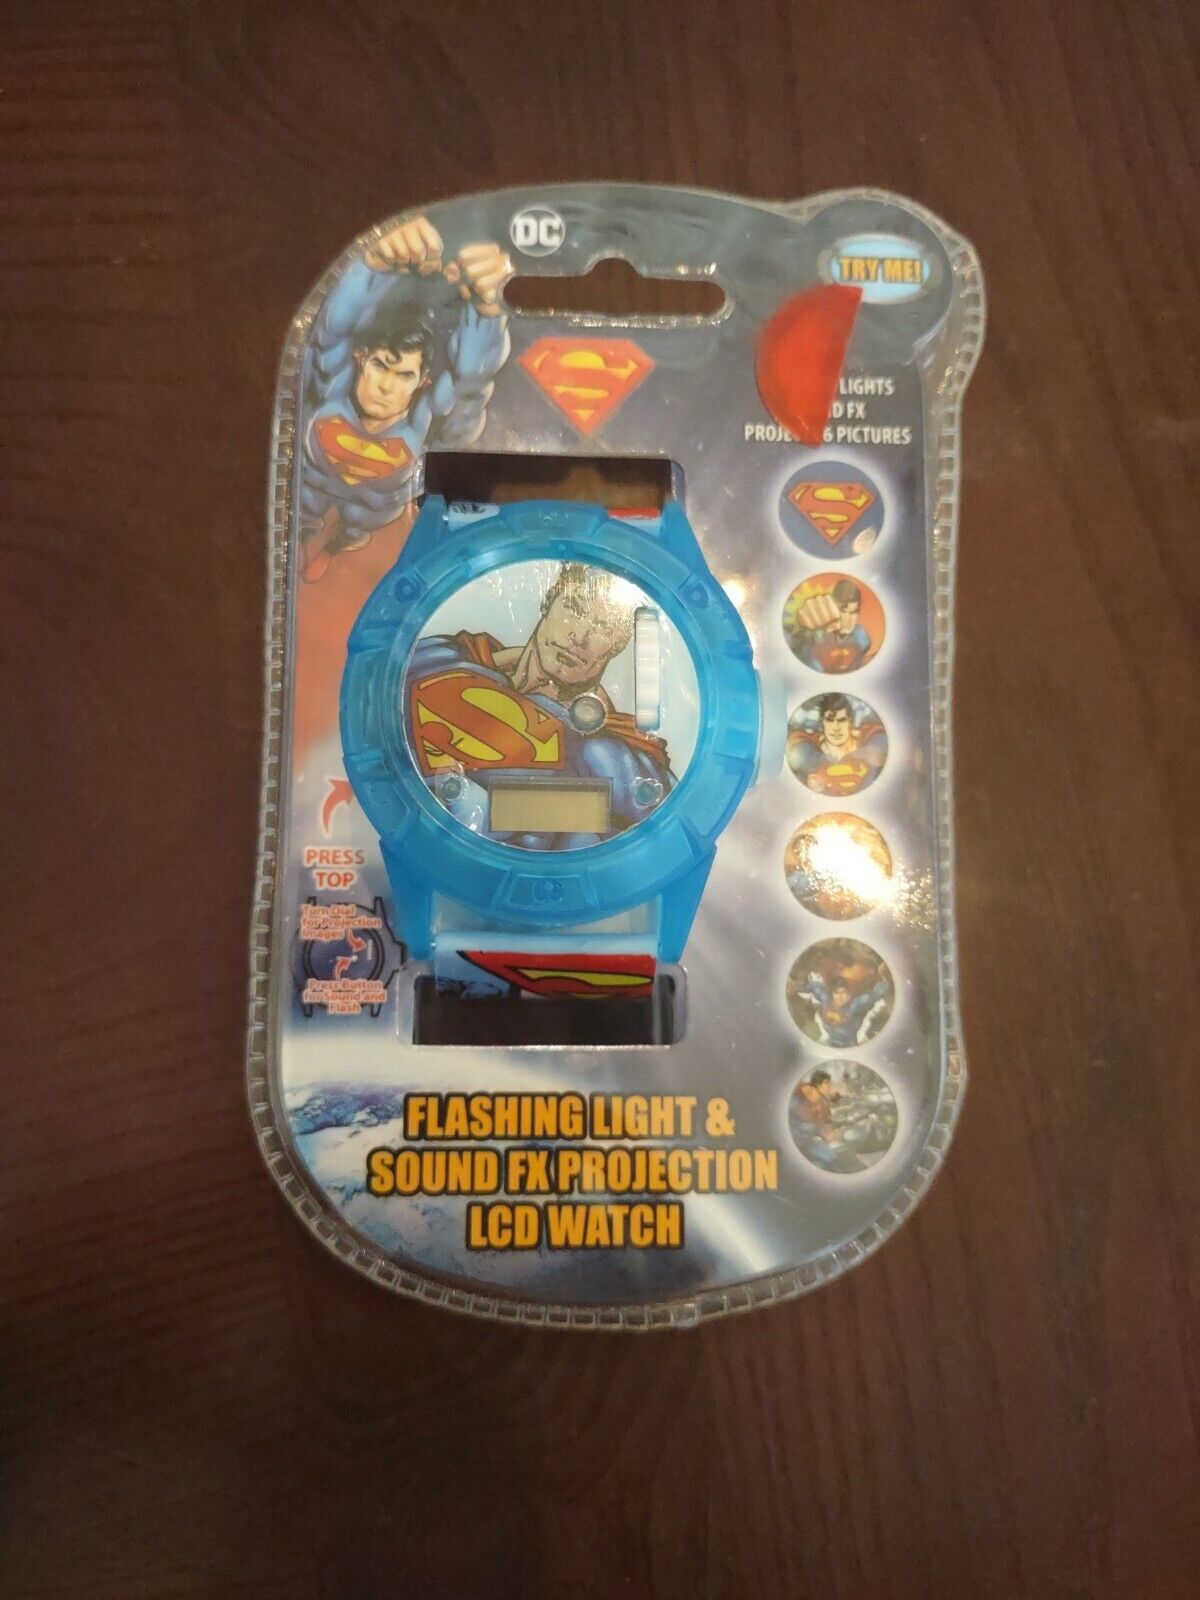 DC
TRY ME!
LIGHTS
FX
6 PICTURES
PRESS
TOP
Turn Dial
for Projection
Images
Press Button
for Sound and
Flash
FLASHING LIGHT &
SOUND FX PROJECTION
LCD WATCH